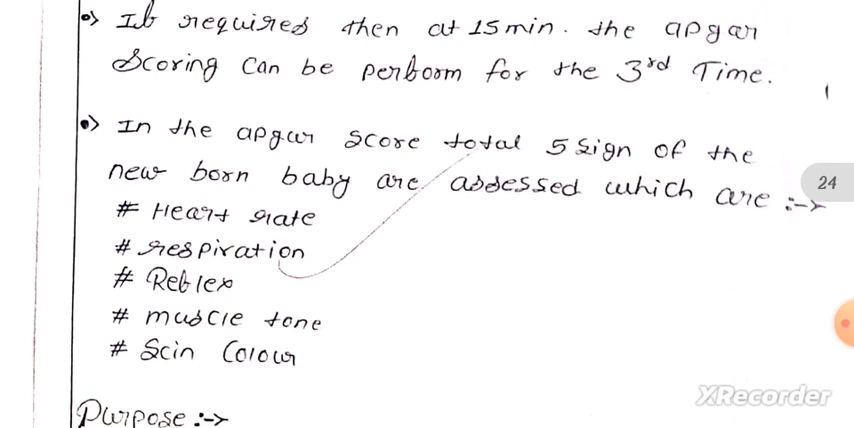 •> If required then at 15 min. the apgar
Scoring can be perform for the 3rd Time.
•> In the apgar score total 5 sign of the
new born baby are assessed which are :->
24
# Heart rate
# respiration
# Reflex
# muscle tone
# Scin Colour
XRecorder
Purpose :->